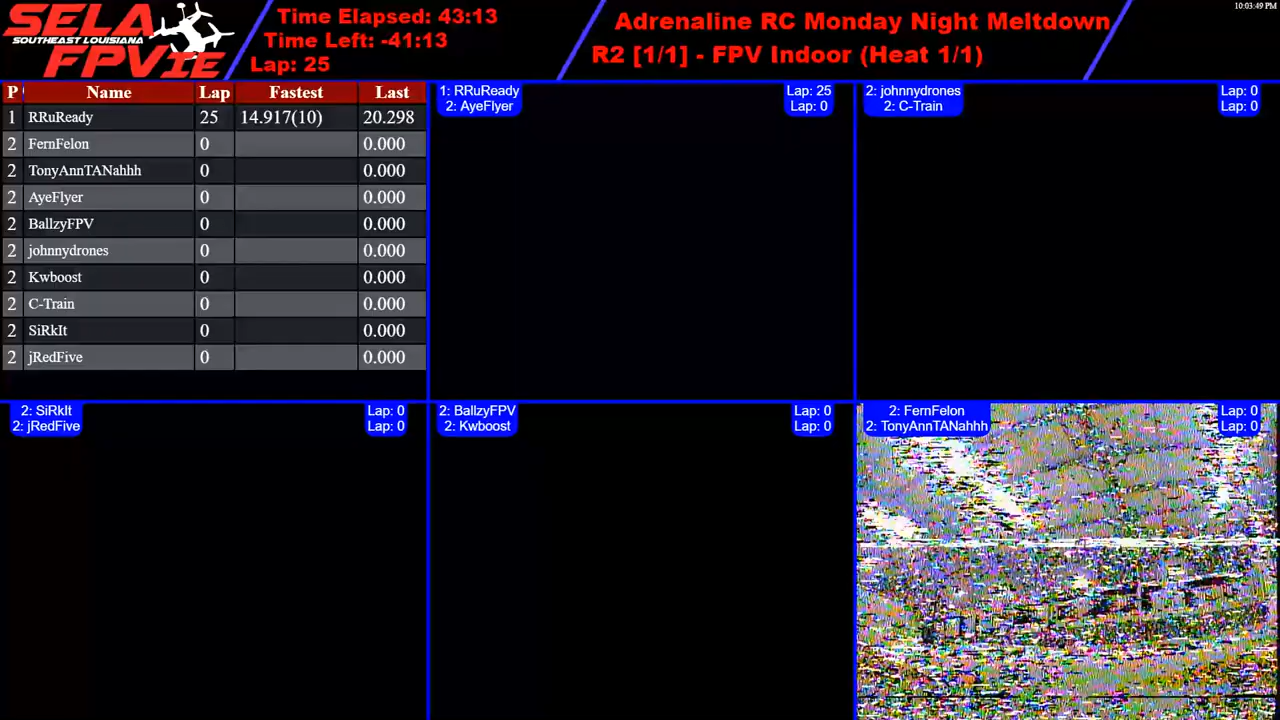 SELA
SOUTHEAST LOUISIANA
FPVIE
Time Elapsed: 43:13
Time Left: -41:13
Lap: 25
Adrenaline RC Monday Night Meltdown
R2 [1/1] - FPV Indoor (Heat 1/1)
10:03:49 PM
P Name Lap Fastest Last
1 RRuReady 25 14.917(10) 20.298
2 FernFelon 0 0.000
2 TonyAnnTANahhh 0 0.000
2 AyeFlyer 0 0.000
2 BallzyFPV 0 0.000
2 johnnydrones 0 0.000
2 Kwboost 0 0.000
2 C-Train 0 0.000
2 SiRkIt 0 0.000
2 jRedFive 0 0.000
1: RRuReady Lap: 25
2: AyeFlyer Lap: 0
2: johnnydrones Lap: 0
2: C-Train Lap: 0
2: SiRkIt Lap: 0
2: jRedFive Lap: 0
2: BallzyFPV Lap: 0
2: Kwboost Lap: 0
2: FernFelon Lap: 0
2: TonyAnnTANahhh Lap: 0